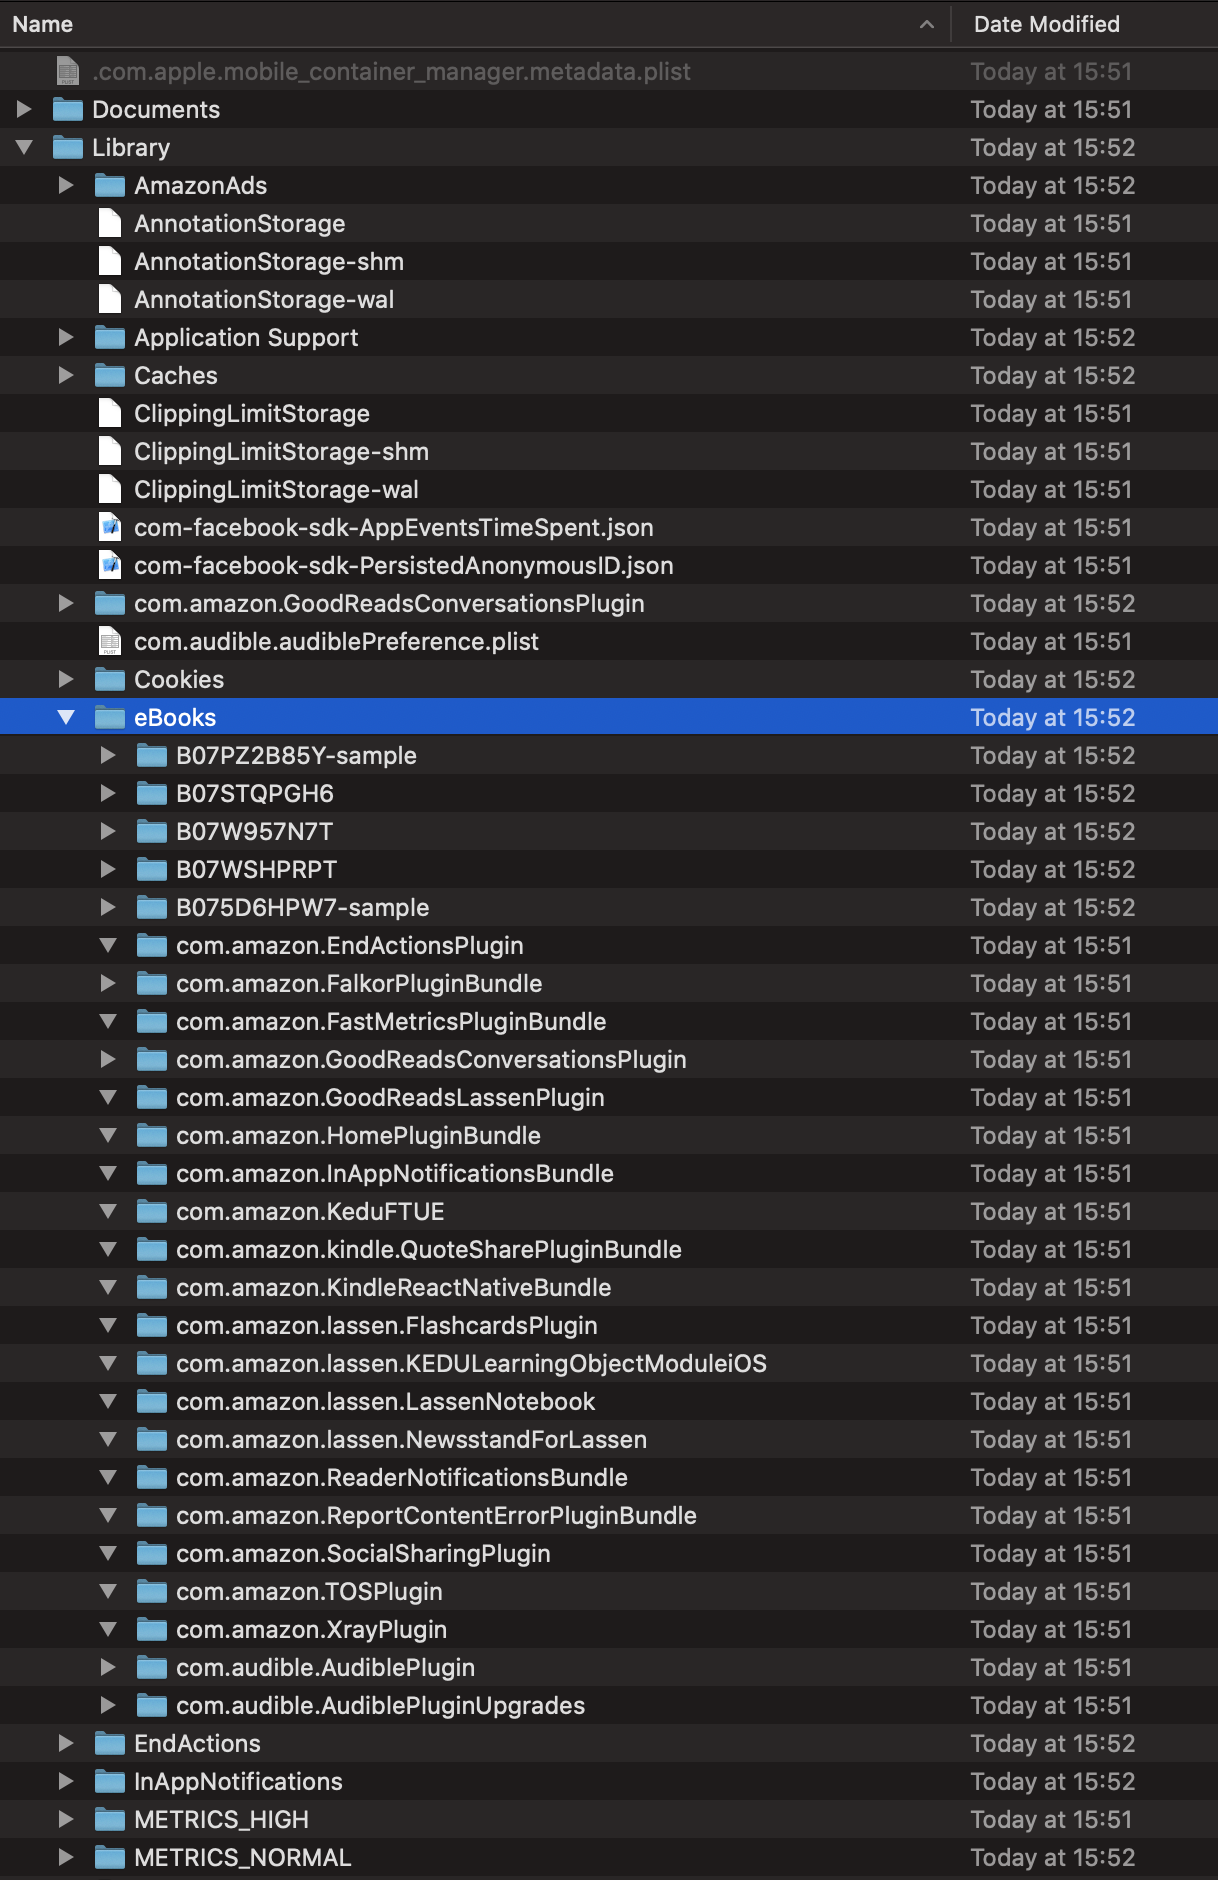 Name Date Modified
.com.apple.mobile_container_manager.metadata.plist Today at 15:51
Documents Today at 15:51
Library Today at 15:52
AmazonAds Today at 15:52
AnnotationStorage Today at 15:51
AnnotationStorage-shm Today at 15:51
AnnotationStorage-wal Today at 15:51
Application Support Today at 15:52
Caches Today at 15:52
ClippingLimitStorage Today at 15:51
ClippingLimitStorage-shm Today at 15:51
ClippingLimitStorage-wal Today at 15:51
com-facebook-sdk-AppEventsTimeSpent.json Today at 15:51
com-facebook-sdk-PersistedAnonymousID.json Today at 15:51
com.amazon.GoodReadsConversationsPlugin Today at 15:52
com.audible.audiblePreference.plist Today at 15:51
Cookies Today at 15:52
eBooks Today at 15:52
B07PZ2B85Y-sample Today at 15:52
B07STQPGH6 Today at 15:52
B07W957N7T Today at 15:52
B07WSHPRPT Today at 15:52
B075D6HPW7-sample Today at 15:52
com.amazon.EndActionsPlugin Today at 15:51
com.amazon.FalkorPluginBundle Today at 15:51
com.amazon.FastMetricsPluginBundle Today at 15:51
com.amazon.GoodReadsConversationsPlugin Today at 15:51
com.amazon.GoodReadsLassenPlugin Today at 15:51
com.amazon.HomePluginBundle Today at 15:51
com.amazon.InAppNotificationsBundle Today at 15:51
com.amazon.KeduFTUE Today at 15:51
com.amazon.kindle.QuoteSharePluginBundle Today at 15:51
com.amazon.KindleReactNativeBundle Today at 15:51
com.amazon.lassen.FlashcardsPlugin Today at 15:51
com.amazon.lassen.KEDULearningObjectModuleiOS Today at 15:51
com.amazon.lassen.LassenNotebook Today at 15:51
com.amazon.lassen.NewsstandForLassen Today at 15:51
com.amazon.ReaderNotificationsBundle Today at 15:51
com.amazon.ReportContentErrorPluginBundle Today at 15:51
com.amazon.SocialSharingPlugin Today at 15:51
com.amazon.TOSPlugin Today at 15:51
com.amazon.XrayPlugin Today at 15:51
com.audible.AudiblePlugin Today at 15:51
com.audible.AudiblePluginUpgrades Today at 15:51
EndActions Today at 15:52
InAppNotifications Today at 15:52
METRICS_HIGH Today at 15:51
METRICS_NORMAL Today at 15:52